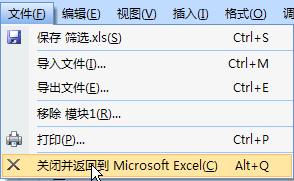 文件(F) 编辑(E) 视图(V) 插入(I) 格式(O)
保存 筛选.xls(S) Ctrl+S
导入文件(I)... Ctrl+M
导出文件(E)... Ctrl+E
移除 模块1(R)...
打印(P)... Ctrl+P
关闭并返回到 Microsoft Excel(C) Alt+Q